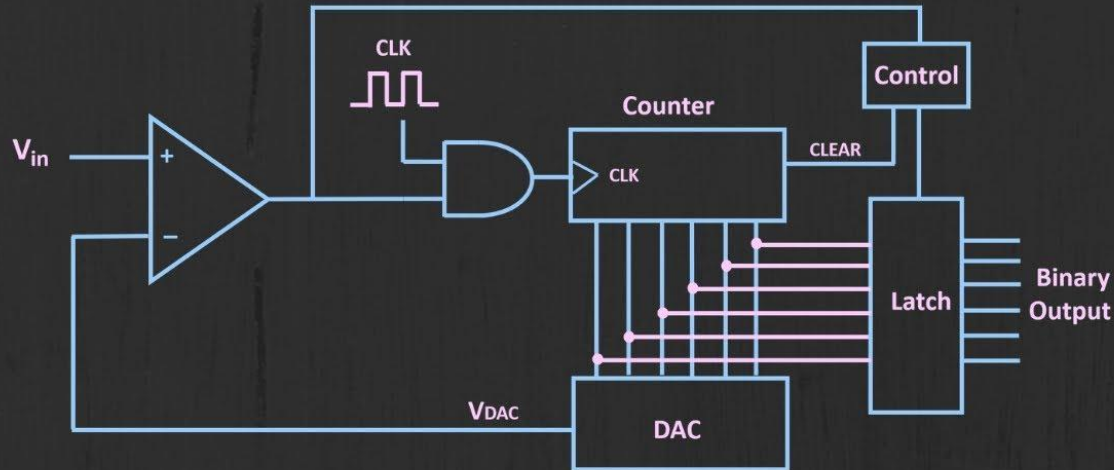 CLK
Control
Counter
Vin
+
CLEAR
CLK
−
Binary
Latch
Output
VDAC
DAC